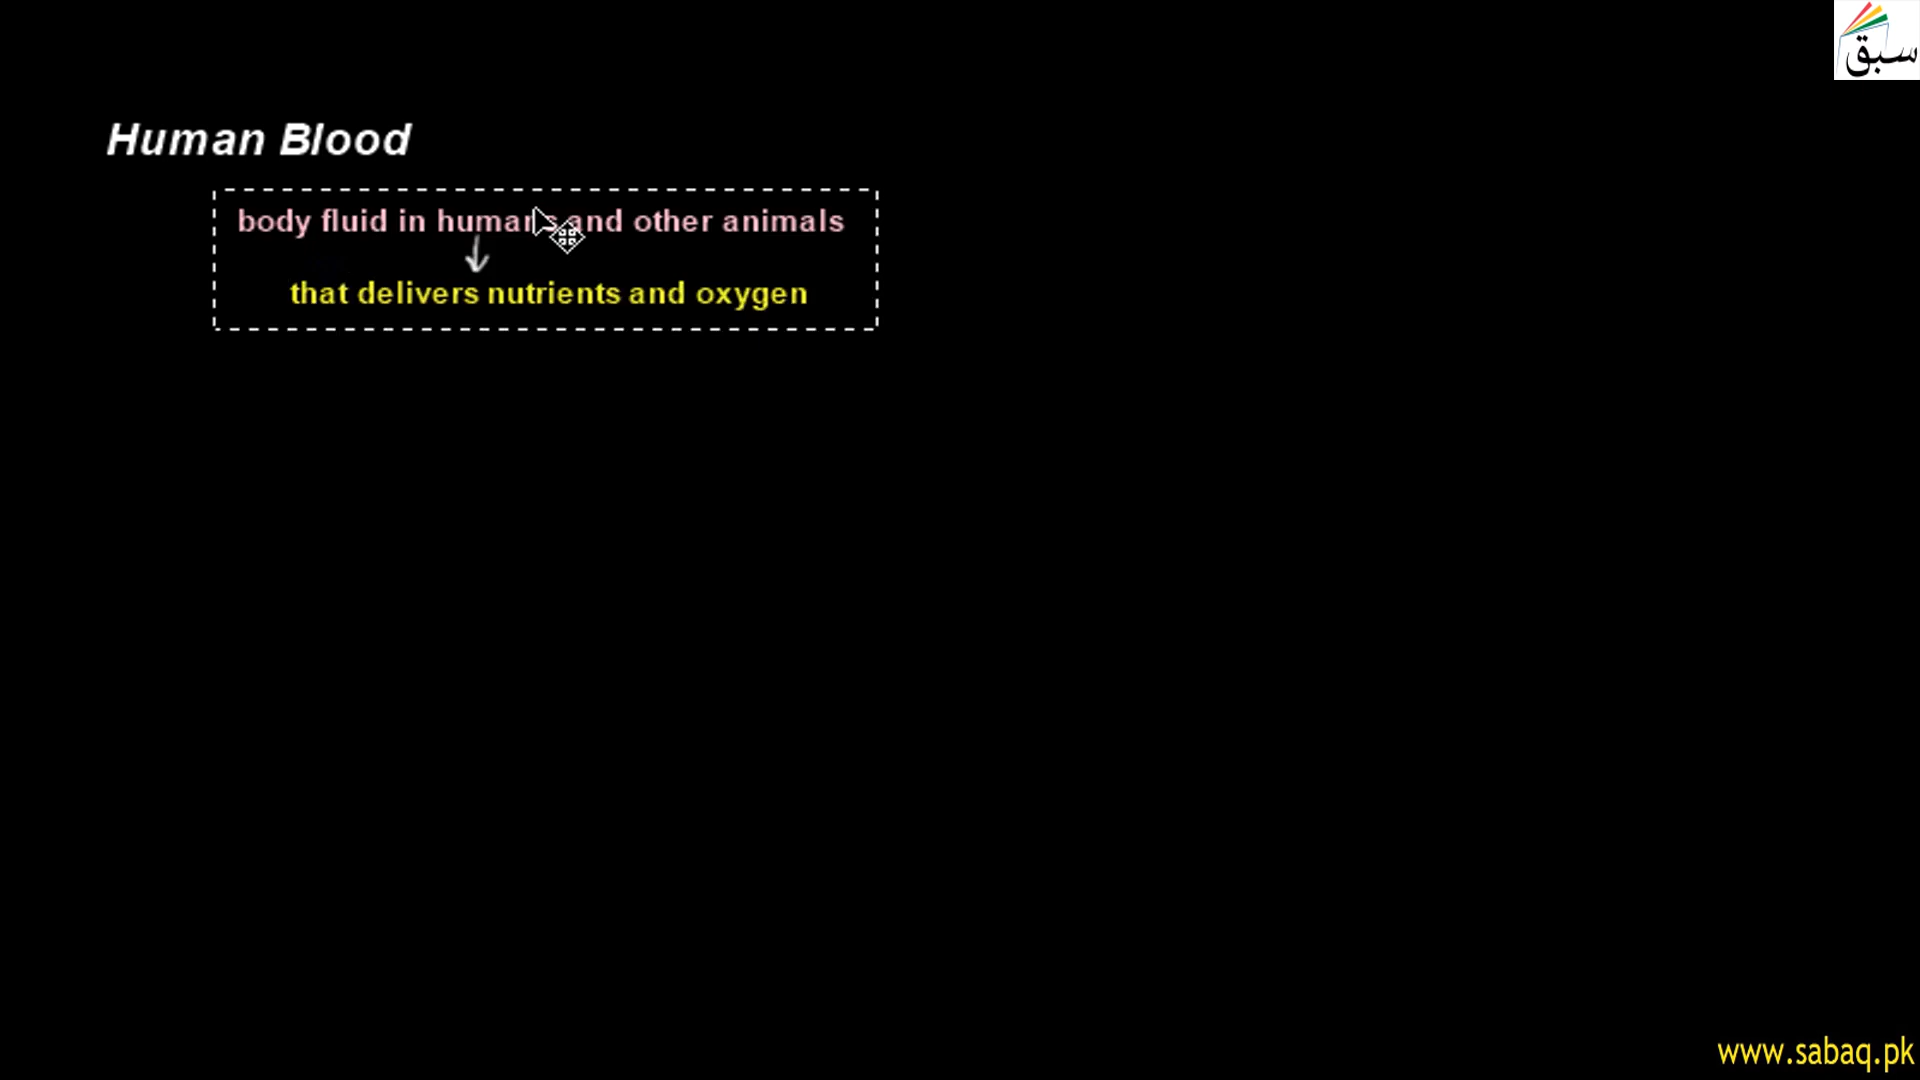 سبق
Human Blood
body fluid in humans and other animals
that delivers nutrients and oxygen
www.sabaq.pk